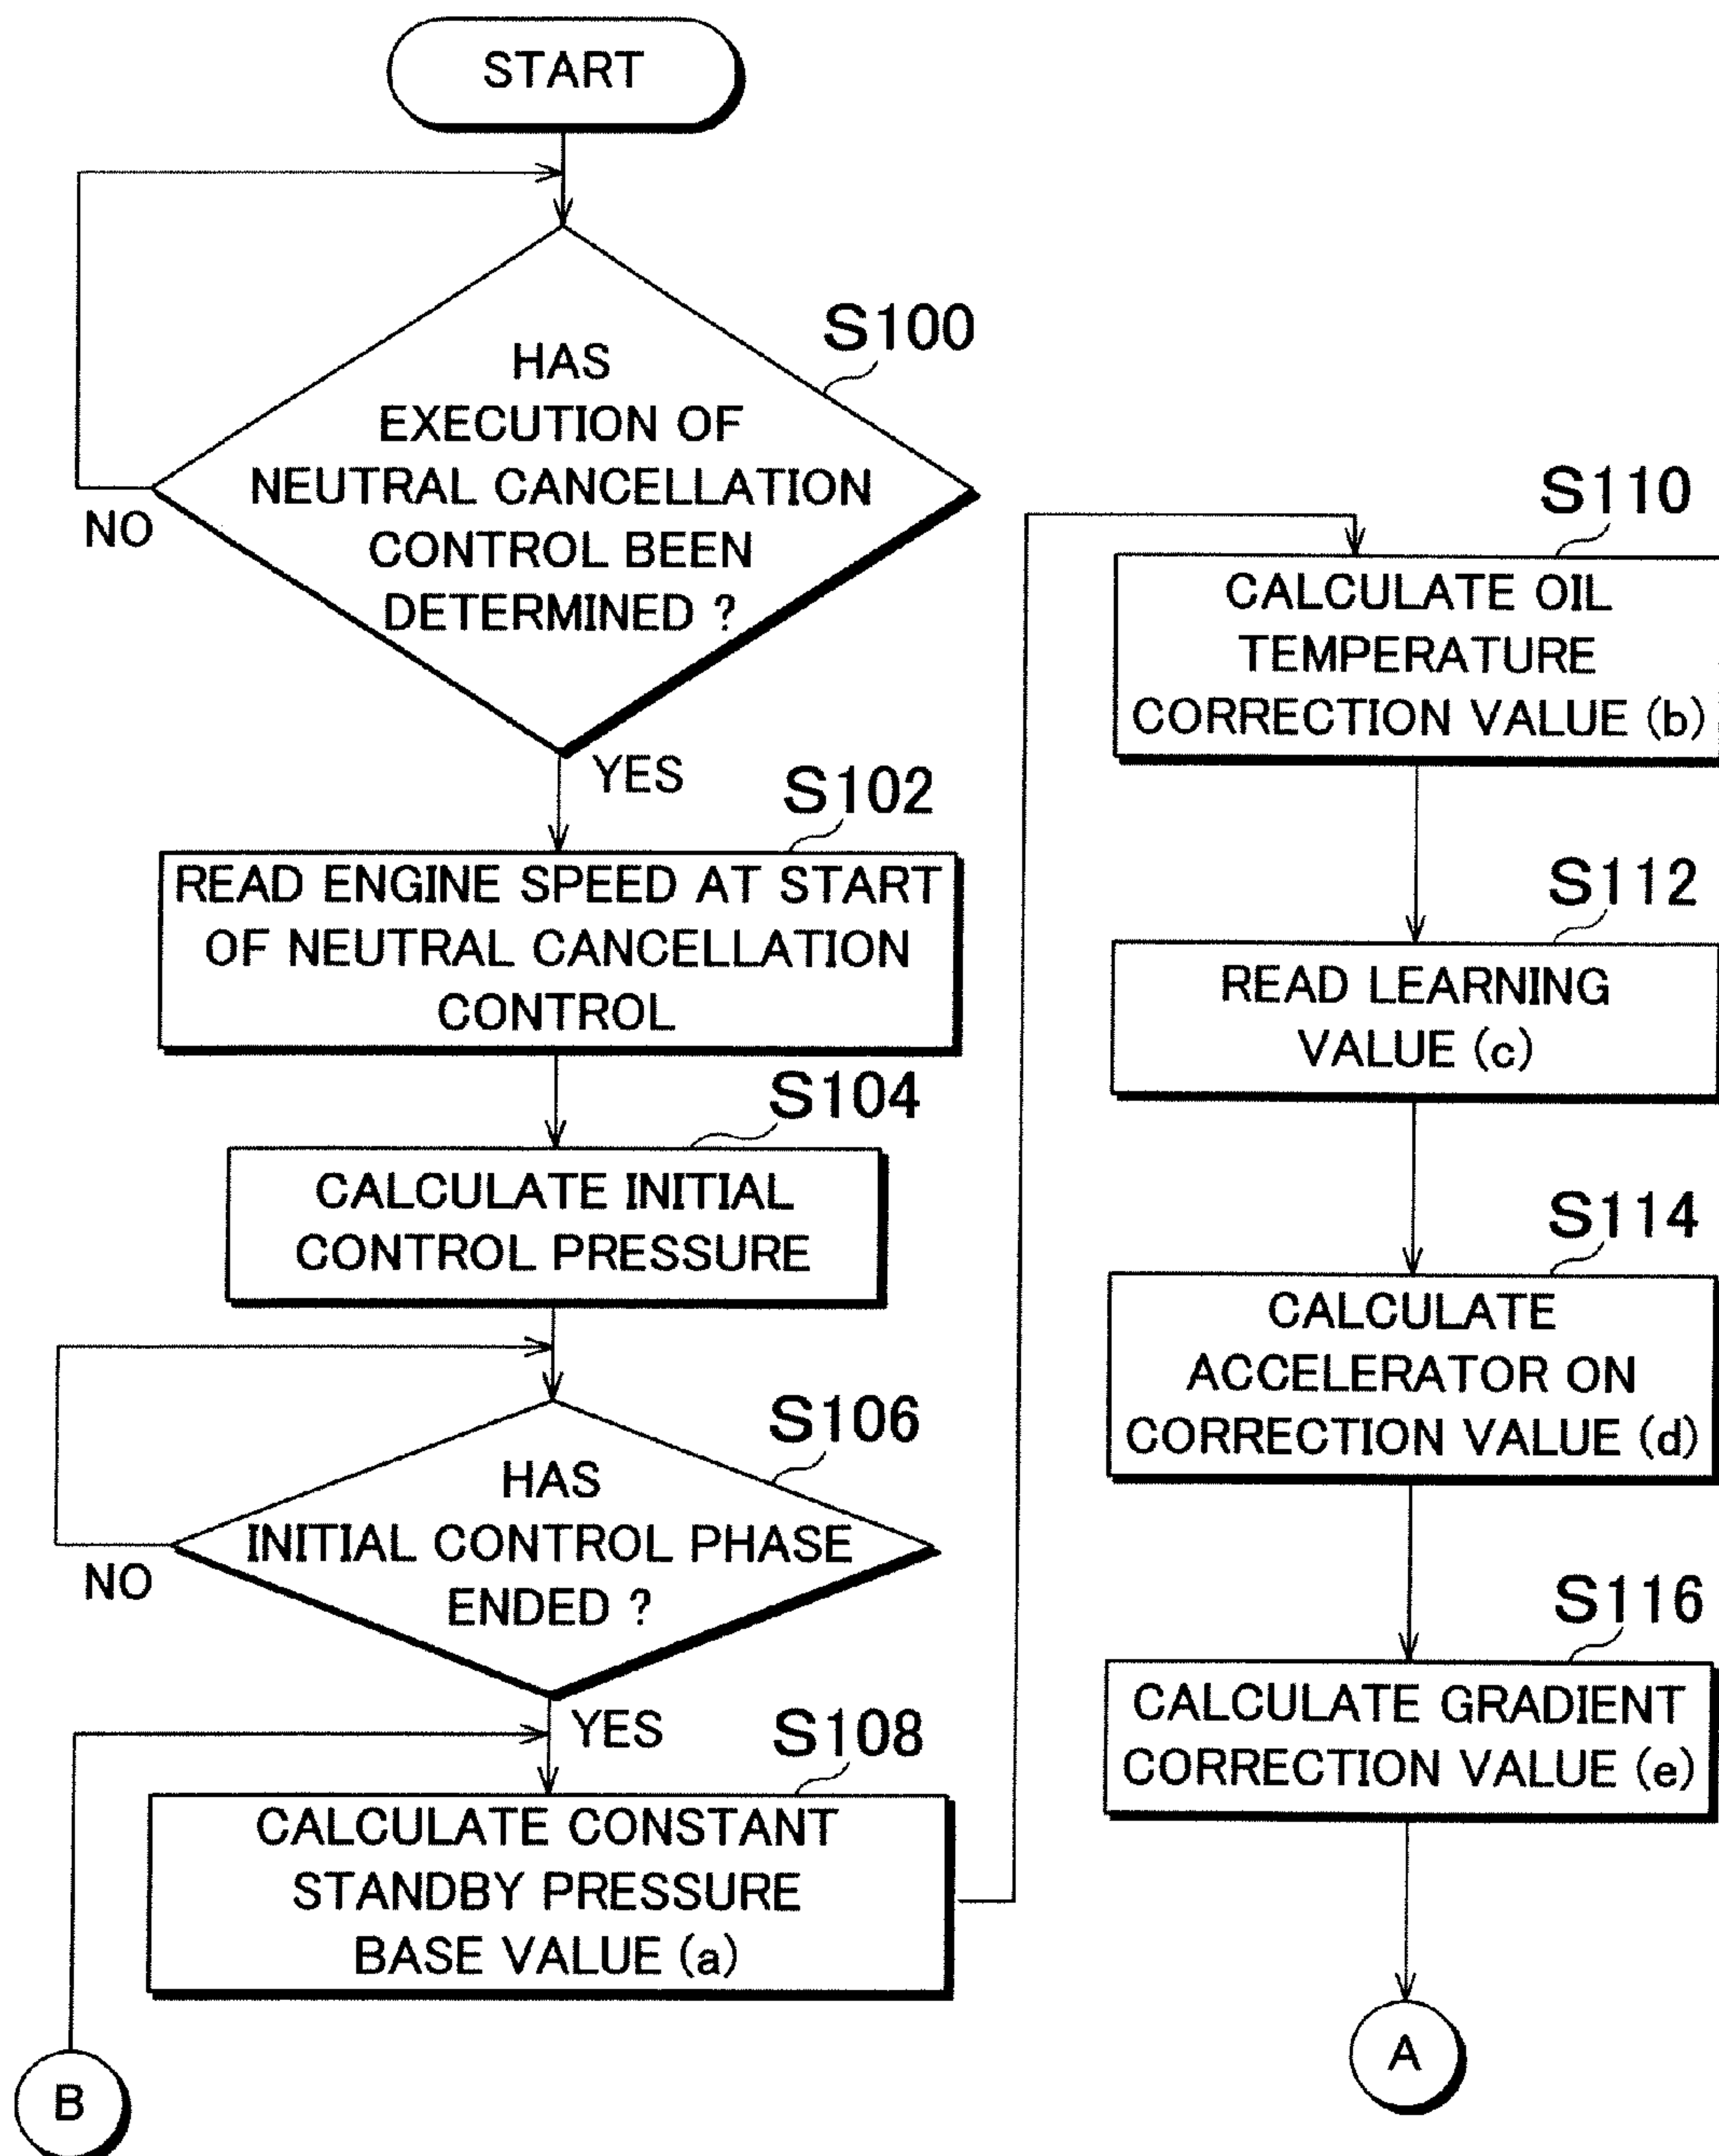 START
S100
HAS
EXECUTION OF
NEUTRAL CANCELLATION
CONTROL BEEN
DETERMINED ?
NO
YES
S102
READ ENGINE SPEED AT START
OF NEUTRAL CANCELLATION
CONTROL
S104
CALCULATE INITIAL
CONTROL PRESSURE
S106
HAS
INITIAL CONTROL PHASE
ENDED ?
NO
YES
S108
CALCULATE CONSTANT
STANDBY PRESSURE
BASE VALUE (a)
B
S110
CALCULATE OIL
TEMPERATURE
CORRECTION VALUE (b)
S112
READ LEARNING
VALUE (c)
S114
CALCULATE
ACCELERATOR ON
CORRECTION VALUE (d)
S116
CALCULATE GRADIENT
CORRECTION VALUE (e)
A